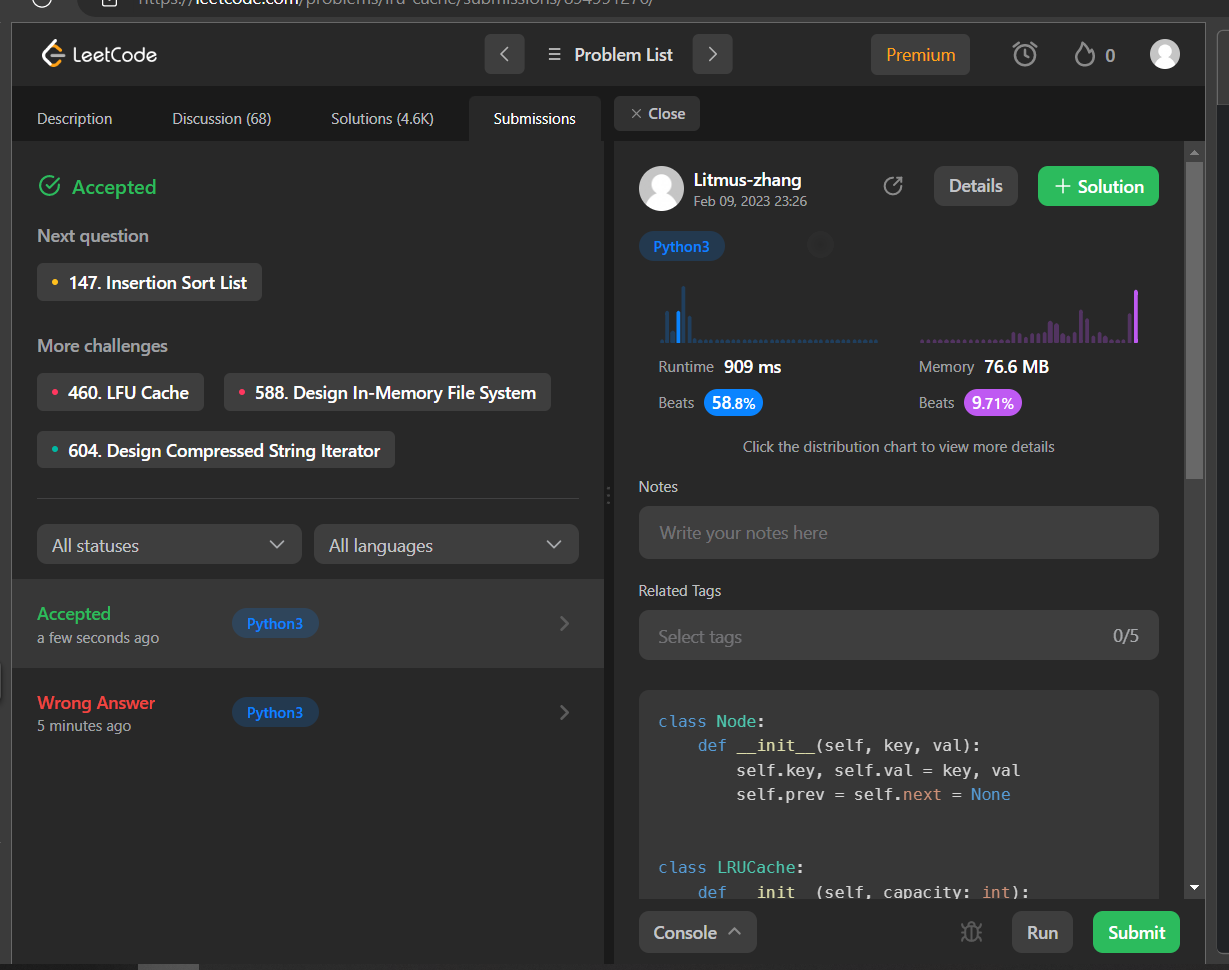 https://leetcode.com/problems/lru-cache/submissions/
LeetCode
Problem List
Premium
0
Description
Discussion (68)
Solutions (4.6K)
Submissions
Close
Accepted
Next question
147. Insertion Sort List
More challenges
460. LFU Cache
588. Design In-Memory File System
604. Design Compressed String Iterator
All statuses
All languages
Accepted
a few seconds ago
Python3
Wrong Answer
5 minutes ago
Python3
Litmus-zhang
Feb 09, 2023 23:26
Details
+ Solution
Python3
Runtime 909 ms
Beats 58.8%
Memory 76.6 MB
Beats 9.71%
Click the distribution chart to view more details
Notes
Write your notes here
Related Tags
Select tags
0/5
class Node:
def __init__(self, key, val):
self.key, self.val = key, val
self.prev = self.next = None
class LRUCache:
def __init__(self, capacity: int):
Console
Run
Submit